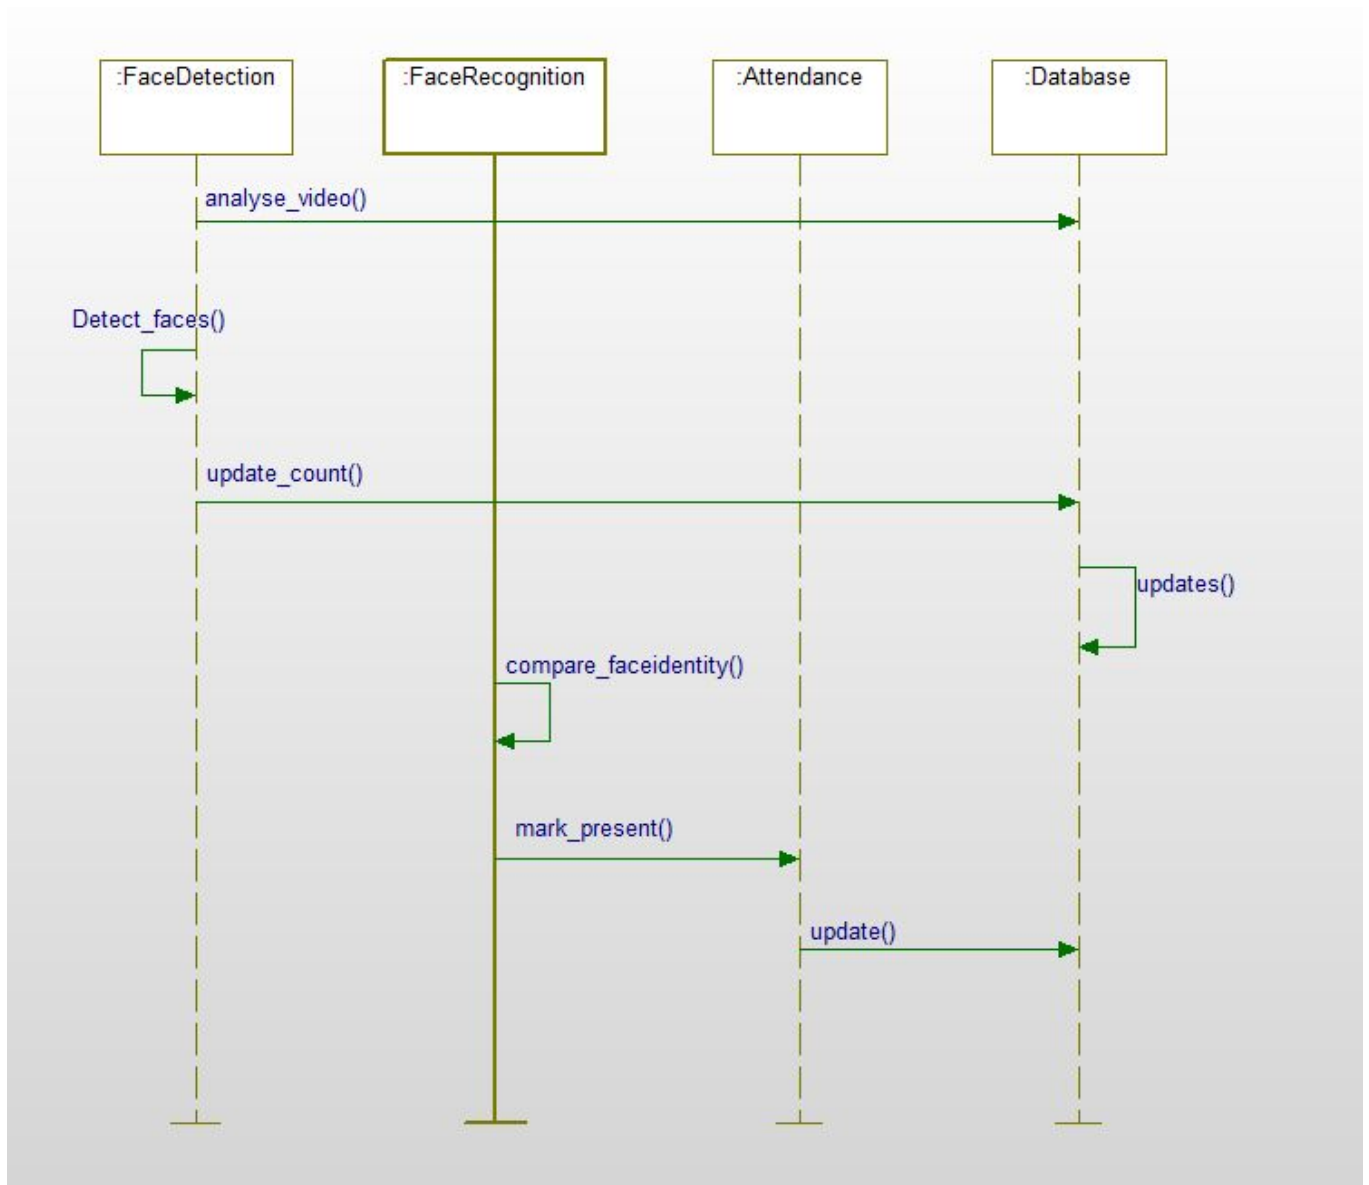 :FaceDetection
:FaceRecognition
:Attendance
:Database
analyse_video()
Detect_faces()
update_count()
updates()
compare_faceidentity()
mark_present()
update()